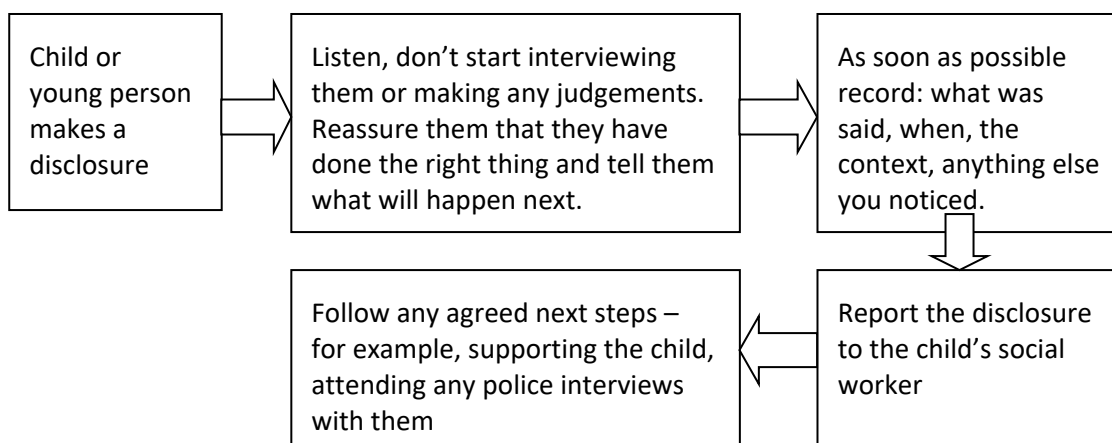 Child or
young person
makes a
disclosure
Listen, don’t start interviewing
them or making any judgements.
Reassure them that they have
done the right thing and tell them
what will happen next.
As soon as possible
record: what was
said, when, the
context, anything else
you noticed.
Report the disclosure
to the child’s social
worker
Follow any agreed next steps –
for example, supporting the child,
attending any police interviews
with them